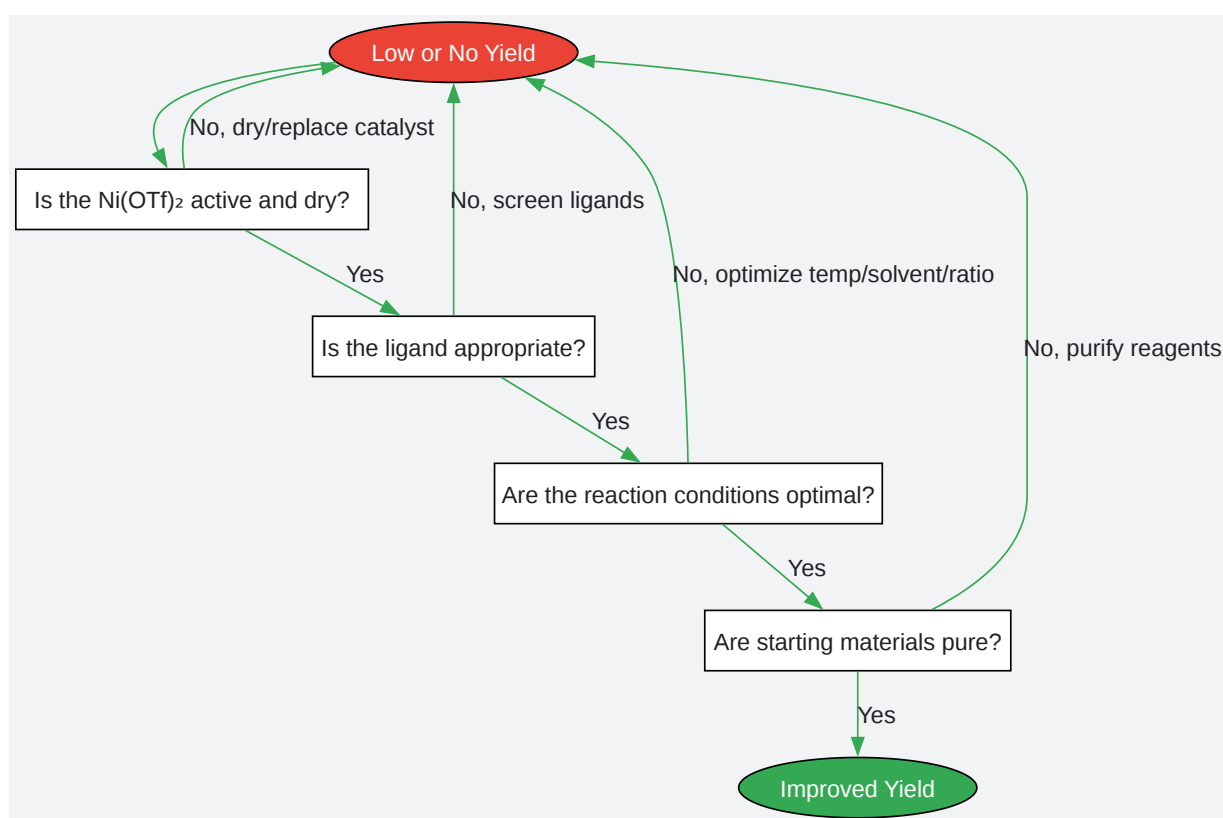 Low or No Yield
No, dry/replace catalyst
Is the Ni(OTf)₂ active and dry?
No, screen ligands
Yes
No, optimize temp/solvent/ratio
Is the ligand appropriate?
No, purify reagents
Yes
Are the reaction conditions optimal?
Yes
Are starting materials pure?
Yes
Improved Yield